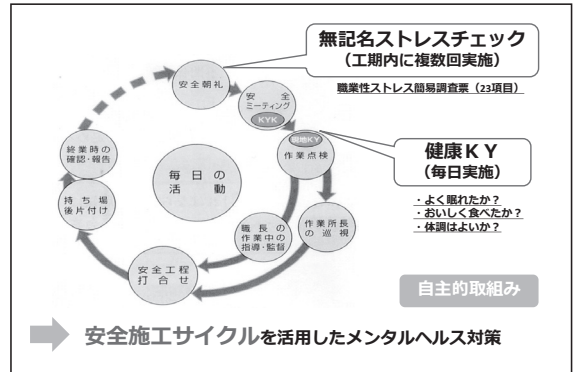 無記名ストレスチェック
（工期内に複数回実施）
職業性ストレス簡易調査票（23項目）
安全朝礼
安全
ミーティング
KYK
現地KY
作業点検
健康ＫＹ
（毎日実施）
・よく眠れたか？
・おいしく食べたか？
・体調はよいか？
毎日の
活動
終業時の
確認・報告
持ち場
後片付け
職長の
作業中の
指導・監督
作業所長
の巡視
安全工程
打合せ
自主的取組み
安全施工サイクルを活用したメンタルヘルス対策